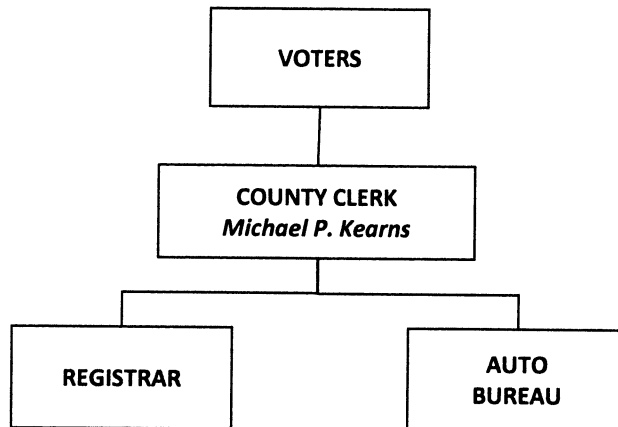 VOTERS
COUNTY CLERK
Michael P. Kearns
REGISTRAR
AUTO
BUREAU